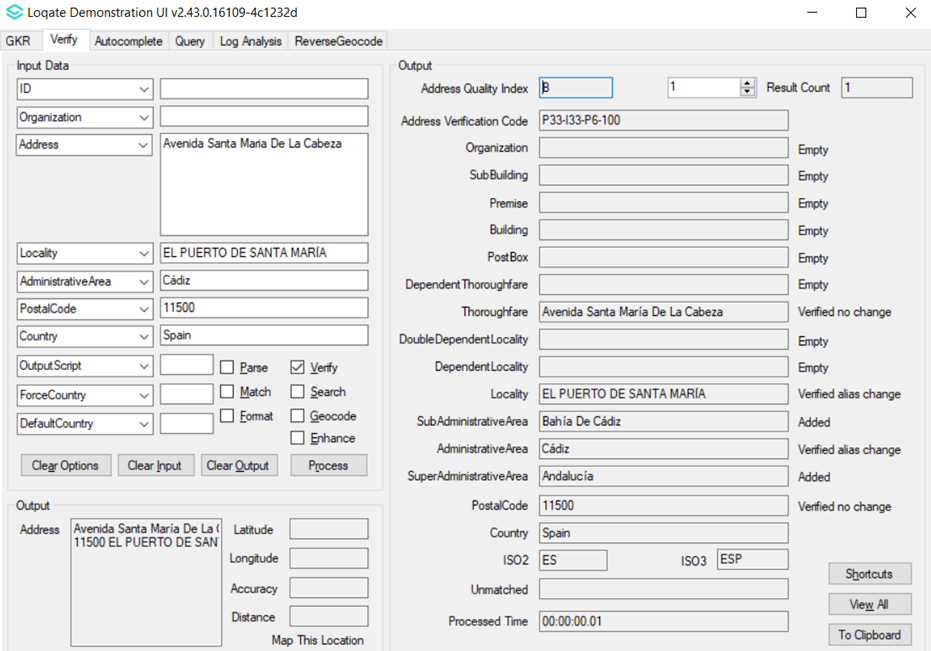 Loqate Demonstration UI v2.43.0.16109-4c1232d
GKR Verify Autocomplete Query Log Analysis ReverseGeocode
Input Data
ID
Organization
Address Avenida Santa Maria De La Cabeza
Locality EL PUERTO DE SANTA MARÍA
AdministrativeArea Cádiz
PostalCode 11500
Country Spain
OutputScript Parse Verify
ForceCountry Match Search
DefaultCountry Format Geocode
Enhance
Clear Options Clear Input Clear Output Process
Output
Address Avenida Santa María De La C
11500 EL PUERTO DE SAN
Latitude
Longitude
Accuracy
Distance
Map This Location
Output
Address Quality Index B 1 Result Count 1
Address Verification Code P33-I33-P6-100
Organization Empty
SubBuilding Empty
Premise Empty
Building Empty
PostBox Empty
DependentThoroughfare Empty
Thoroughfare Avenida Santa María De La Cabeza Verified no change
DoubleDependentLocality Empty
DependentLocality Empty
Locality EL PUERTO DE SANTA MARÍA Verified alias change
SubAdministrativeArea Bahía De Cádiz Added
AdministrativeArea Cádiz Verified alias change
SuperAdministrativeArea Andalucía Added
PostalCode 11500 Verified no change
Country Spain
ISO2 ES ISO3 ESP
Unmatched
Processed Time 00:00:00.01
Shortcuts
View All
To Clipboard